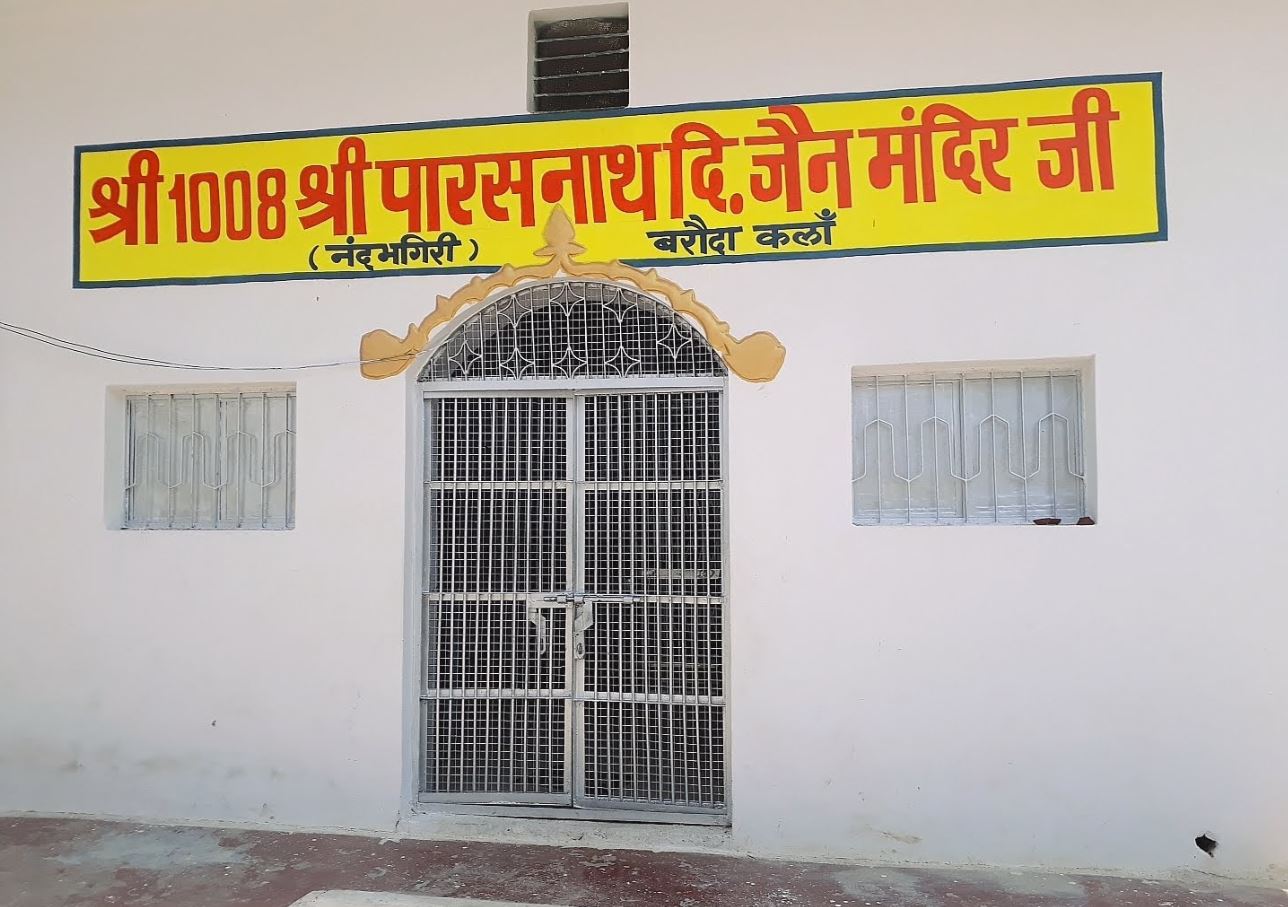 श्री 1008 श्री पारसनाथ दि. जैन मंदिर जी
( नंदभगिरी ) बरौदा कलाँ